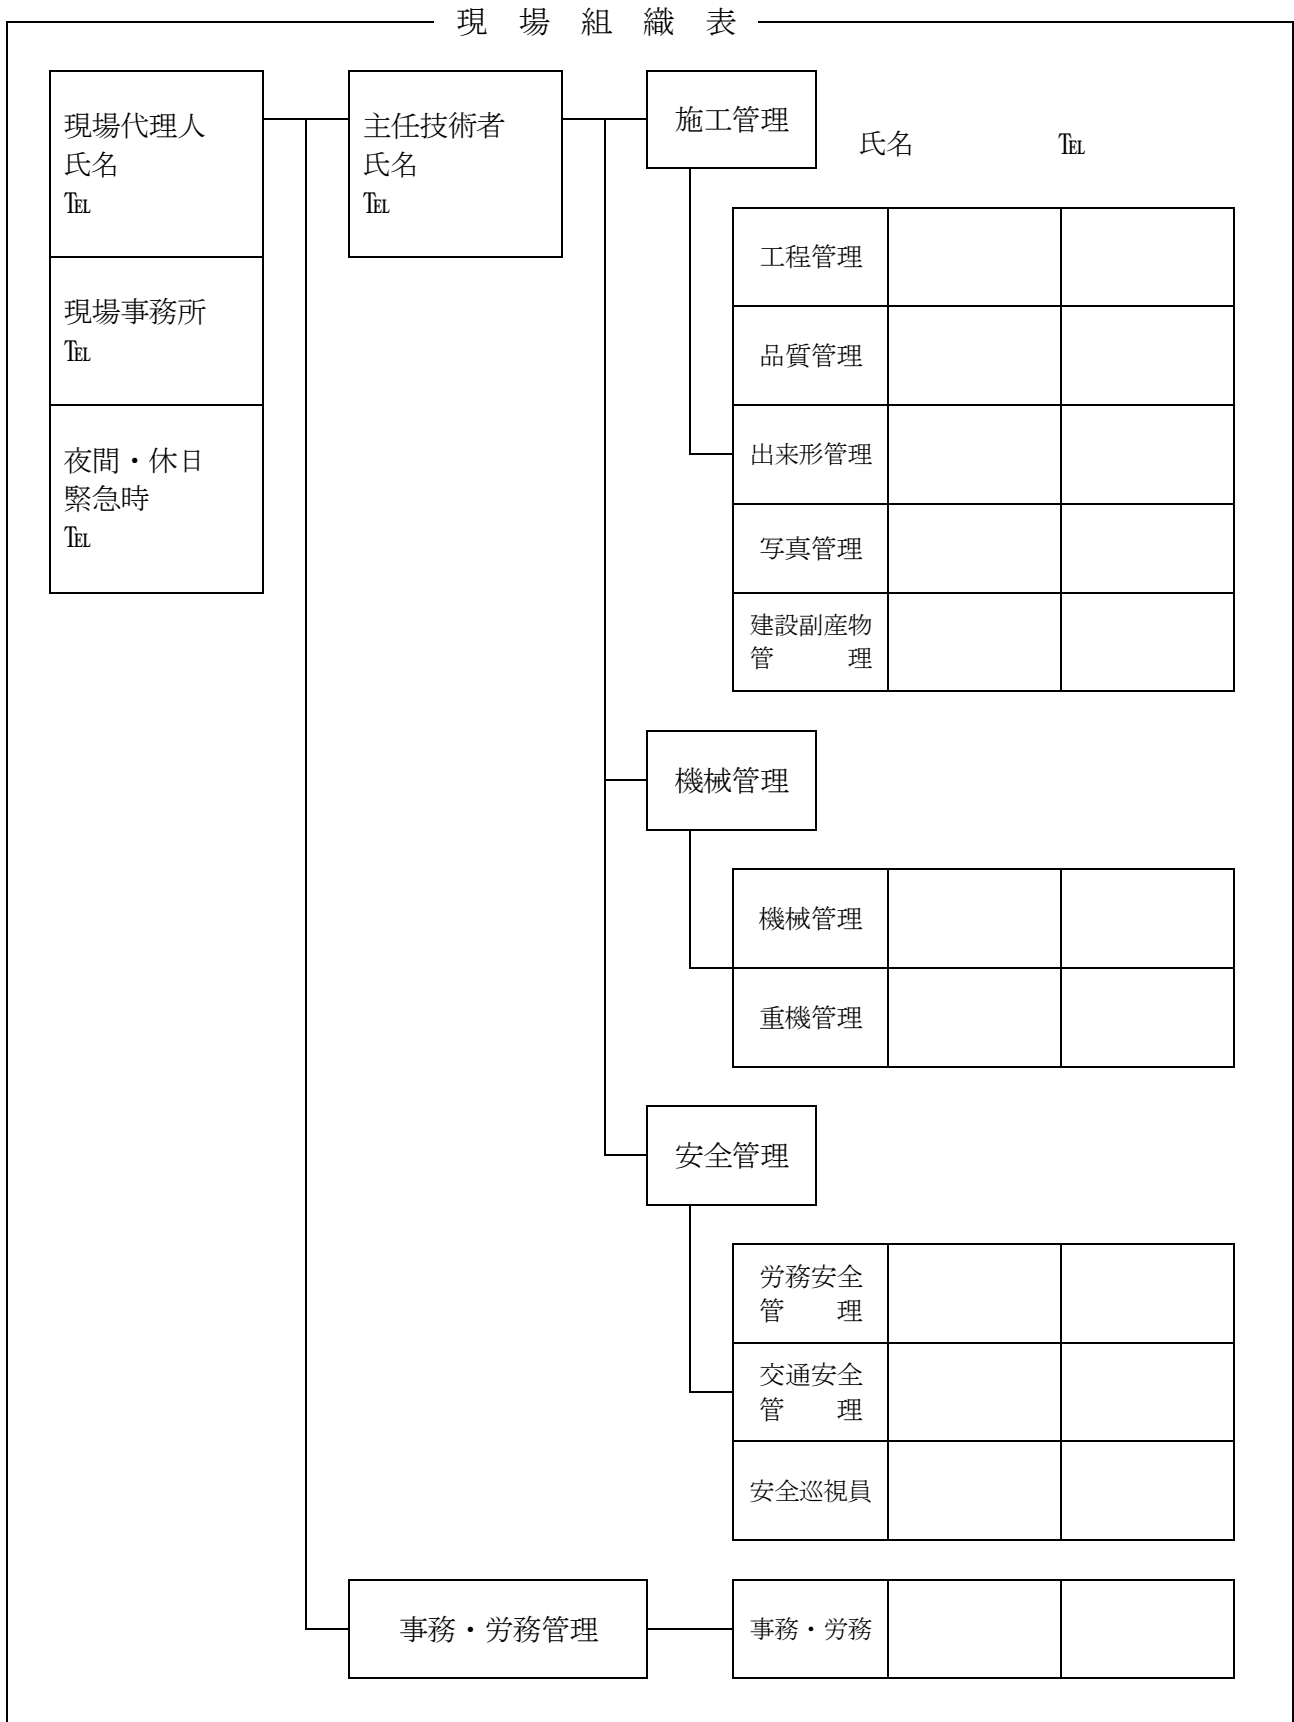 現場組織表
現場代理人
氏名
℡
現場事務所
℡
夜間・休日
緊急時
℡
主任技術者
氏名
℡
施工管理
氏名 ℡
工程管理
品質管理
出来形管理
写真管理
建設副産物
管理
機械管理
機械管理
重機管理
安全管理
労務安全
管理
交通安全
管理
安全巡視員
事務・労務管理
事務・労務